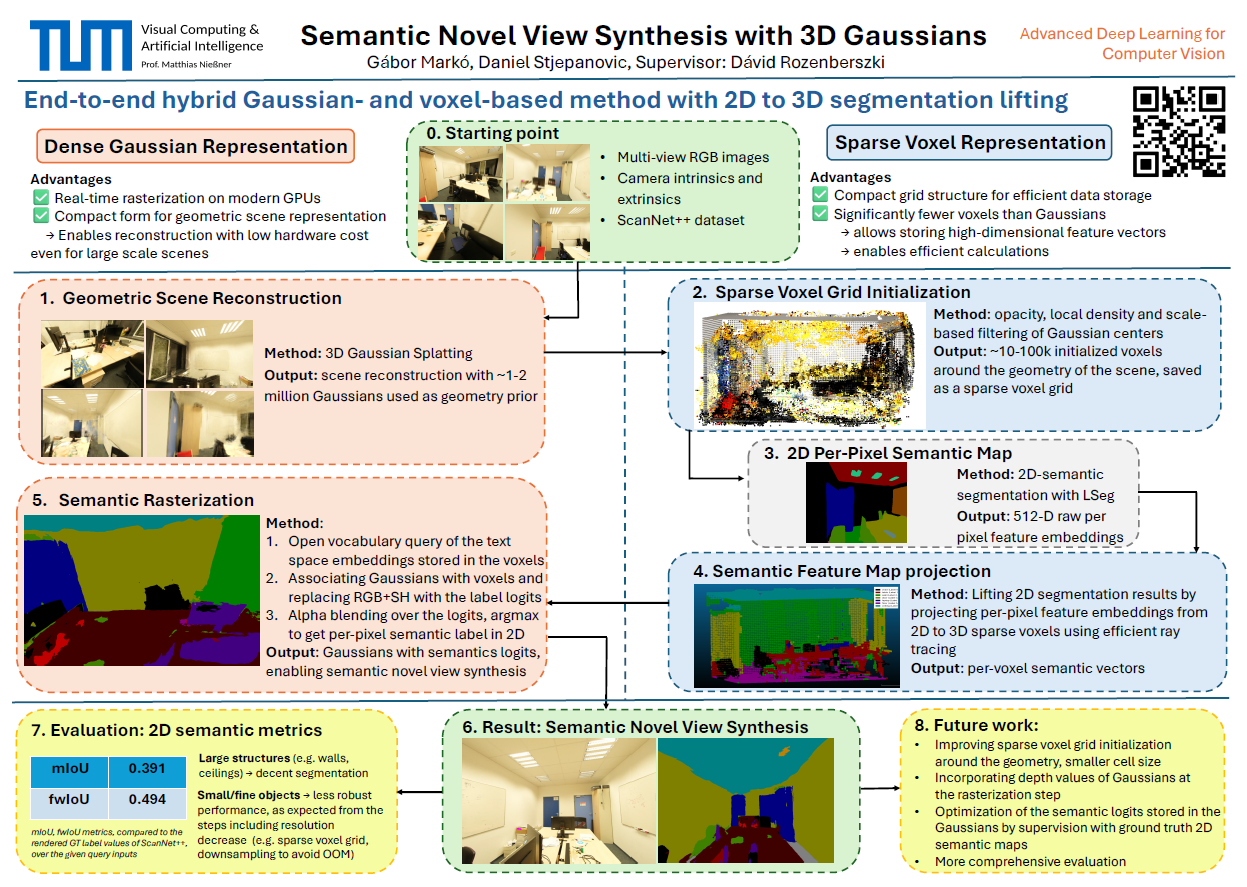 TUM
Visual Computing &
Artificial Intelligence
Prof. Matthias Nießner
Semantic Novel View Synthesis with 3D Gaussians
Gábor Markó, Daniel Stjepanovic, Supervisor: Dávid Rozenberszki
Advanced Deep Learning for
Computer Vision
End-to-end hybrid Gaussian- and voxel-based method with 2D to 3D segmentation lifting
Dense Gaussian Representation
Advantages
✅ Real-time rasterization on modern GPUs
✅ Compact form for geometric scene representation
→ Enables reconstruction with low hardware cost
even for large scale scenes
0. Starting point
• Multi-view RGB images
• Camera intrinsics and
extrinsics
• ScanNet++ dataset
Sparse Voxel Representation
Advantages
✅ Compact grid structure for efficient data storage
✅ Significantly fewer voxels than Gaussians
→ allows storing high-dimensional feature vectors
→ enables efficient calculations
1. Geometric Scene Reconstruction
Method: 3D Gaussian Splatting
Output: scene reconstruction with ~1-2
million Gaussians used as geometry prior
2. Sparse Voxel Grid Initialization
Method: opacity, local density and scale-
based filtering of Gaussian centers
Output: ~10-100k initialized voxels
around the geometry of the scene, saved
as a sparse voxel grid
3. 2D Per-Pixel Semantic Map
Method: 2D-semantic
segmentation with LSeg
Output: 512-D raw per
pixel feature embeddings
4. Semantic Feature Map projection
Method: Lifting 2D segmentation results by
projecting per-pixel feature embeddings from
2D to 3D sparse voxels using efficient ray
tracing
Output: per-voxel semantic vectors
5. Semantic Rasterization
Method:
1. Open vocabulary query of the text
space embeddings stored in the voxels
2. Associating Gaussians with voxels and
replacing RGB+SH with the label logits
3. Alpha blending over the logits, argmax
to get per-pixel semantic label in 2D
Output: Gaussians with semantics logits,
enabling semantic novel view synthesis
6. Result: Semantic Novel View Synthesis
7. Evaluation: 2D semantic metrics
mIoU 0.391
fwIoU 0.494
mIoU, fwIoU metrics, compared to the
rendered GT label values of ScanNet++,
over the given query inputs
Large structures (e.g. walls,
ceilings) → decent segmentation
Small/fine objects → less robust
performance, as expected from the
steps including resolution
decrease (e.g. sparse voxel grid,
downsampling to avoid OOM)
8. Future work:
• Improving sparse voxel grid initialization
around the geometry, smaller cell size
• Incorporating depth values of Gaussians at
the rasterization step
• Optimization of the semantic logits stored in the
Gaussians by supervision with ground truth 2D
semantic maps
• More comprehensive evaluation